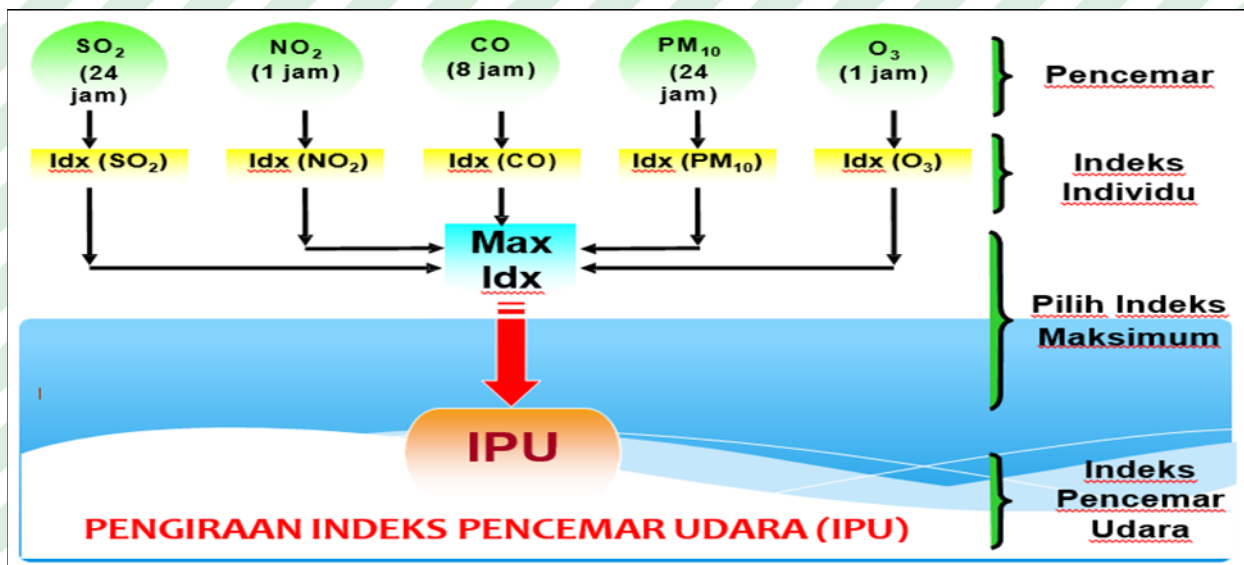 SO₂
(24
jam)
NO₂
(1 jam)
CO
(8 jam)
PM₁₀
(24
jam)
O₃
(1 jam)
Pencemar
Idx (SO₂)
Idx (NO₂)
Idx (CO)
Idx (PM₁₀)
Idx (O₃)
Indeks
Individu
Max
Idx
Pilih Indeks
Maksimum
IPU
Indeks
Pencemar
Udara
PENGIRAAN INDEKS PENCEMAR UDARA (IPU)